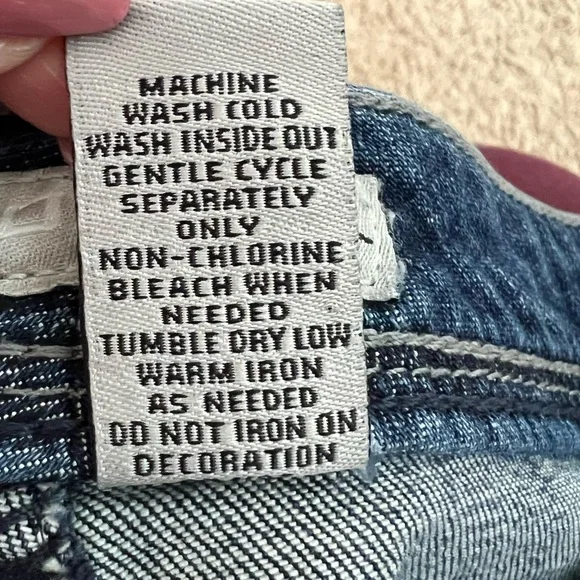 MACHINE
WASH COLD
WASH INSIDE OUT
GENTLE CYCLE
SEPARATELY
ONLY
NON-CHLORINE
BLEACH WHEN
NEEDED
TUMBLE DRY LOW
WARM IRON
AS NEEDED
DO NOT IRON ON
DECORATION